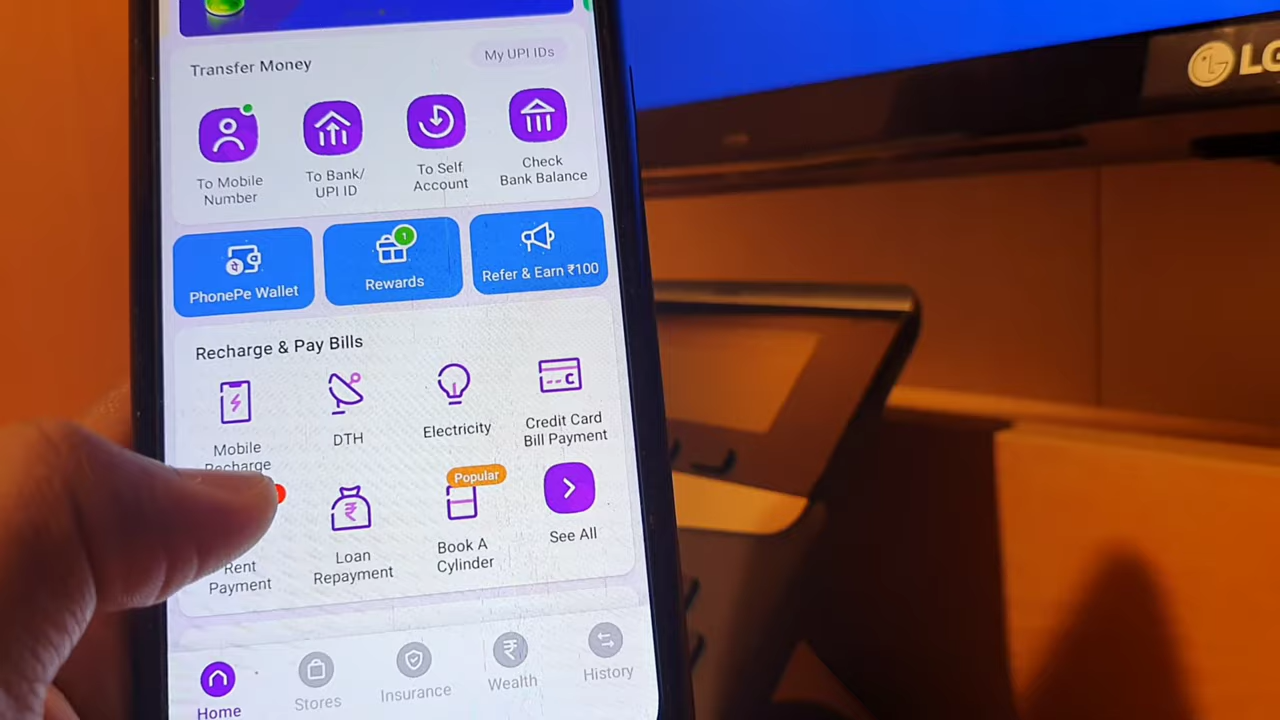 Transfer Money
My UPI IDs
To Mobile
Number
To Bank/
UPI ID
To Self
Account
Check
Bank Balance
PhonePe Wallet
1
Rewards
Refer & Earn ₹100
Recharge & Pay Bills
Mobile
Recharge
DTH
Electricity
Credit Card
Bill Payment
Rent
Payment
Loan
Repayment
Popular
Book A
Cylinder
See All
Home
Stores
Insurance
Wealth
History
LG